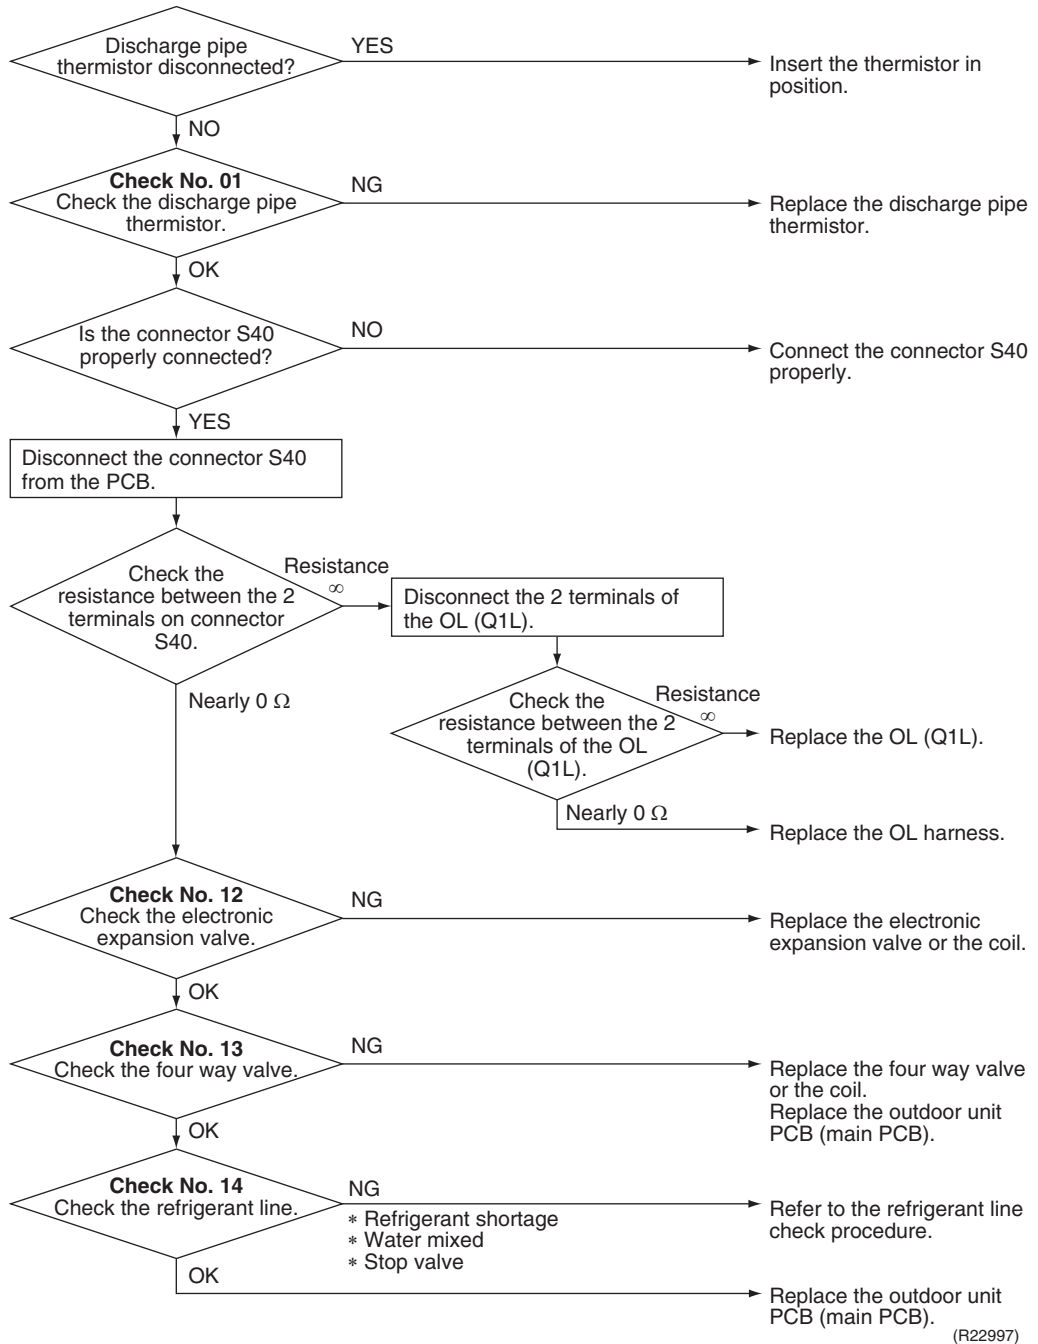 Discharge pipe
thermistor disconnected?
YES
Insert the thermistor in
position.
NO
Check No. 01
Check the discharge pipe
thermistor.
NG
Replace the discharge pipe
thermistor.
OK
Is the connector S40
properly connected?
NO
Connect the connector S40
properly.
YES
Disconnect the connector S40
from the PCB.
Check the
resistance between the 2
terminals on connector
S40.
Resistance
∞
Disconnect the 2 terminals of
the OL (Q1L).
Nearly 0 Ω
Check the
resistance between the 2
terminals of the OL
(Q1L).
Resistance
∞
Replace the OL (Q1L).
Nearly 0 Ω
Replace the OL harness.
Check No. 12
Check the electronic
expansion valve.
NG
Replace the electronic
expansion valve or the coil.
OK
Check No. 13
Check the four way valve.
NG
Replace the four way valve
or the coil.
Replace the outdoor unit
PCB (main PCB).
OK
Check No. 14
Check the refrigerant line.
NG
∗ Refrigerant shortage
∗ Water mixed
∗ Stop valve
Refer to the refrigerant line
check procedure.
OK
Replace the outdoor unit
PCB (main PCB).
(R22997)